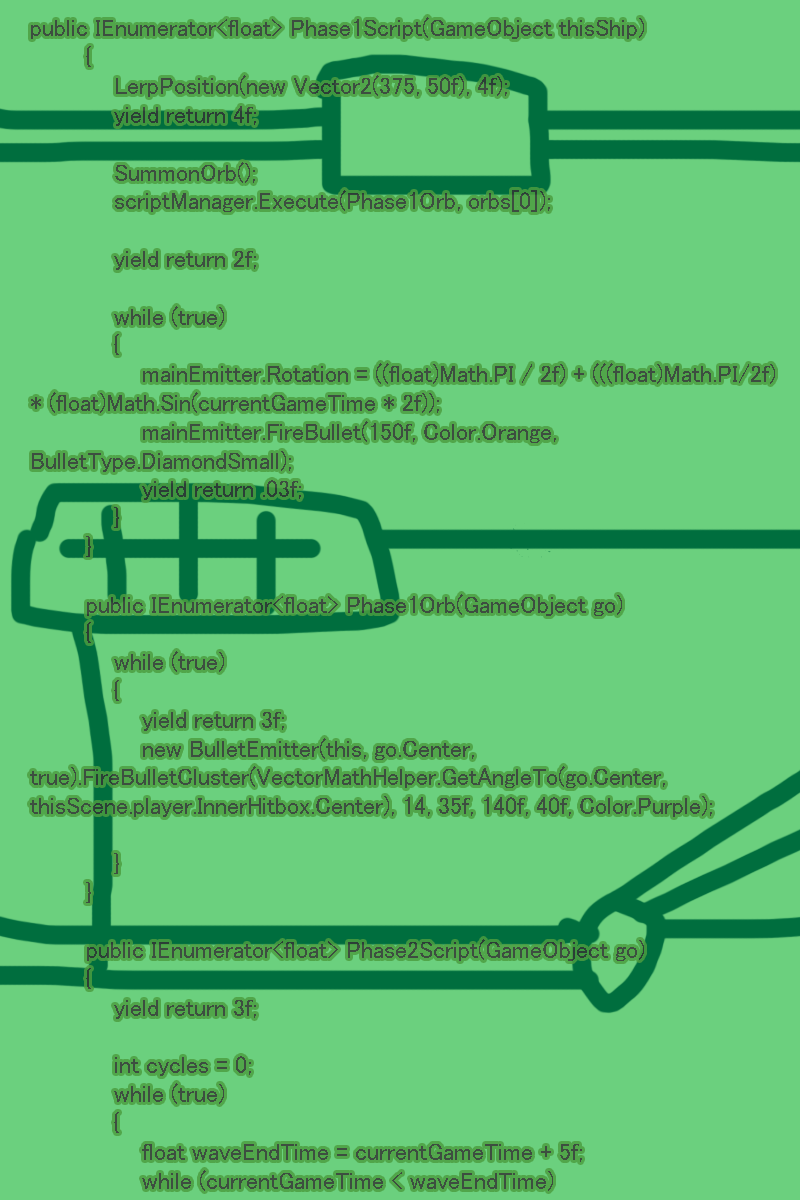 public IEnumerator<float> Phase1Script(GameObject thisShip)
{
LerpPosition(new Vector2(375, 50f), 4f);
yield return 4f;
SummonOrb();
scriptManager.Execute(Phase1Orb, orbs[0]);
yield return 2f;
while (true)
{
mainEmitter.Rotation = ((float)Math.PI / 2f) + (((float)Math.PI/2f)
* (float)Math.Sin(currentGameTime * 2f));
mainEmitter.FireBullet(150f, Color.Orange,
BulletType.DiamondSmall);
yield return .03f;
}
}
public IEnumerator<float> Phase1Orb(GameObject go)
{
while (true)
{
yield return 3f;
new BulletEmitter(this, go.Center,
true).FireBulletCluster(VectorMathHelper.GetAngleTo(go.Center,
thisScene.player.InnerHitbox.Center), 14, 35f, 140f, 40f, Color.Purple);
}
}
public IEnumerator<float> Phase2Script(GameObject go)
{
yield return 3f;
int cycles = 0;
while (true)
{
float waveEndTime = currentGameTime + 5f;
while (currentGameTime < waveEndTime)